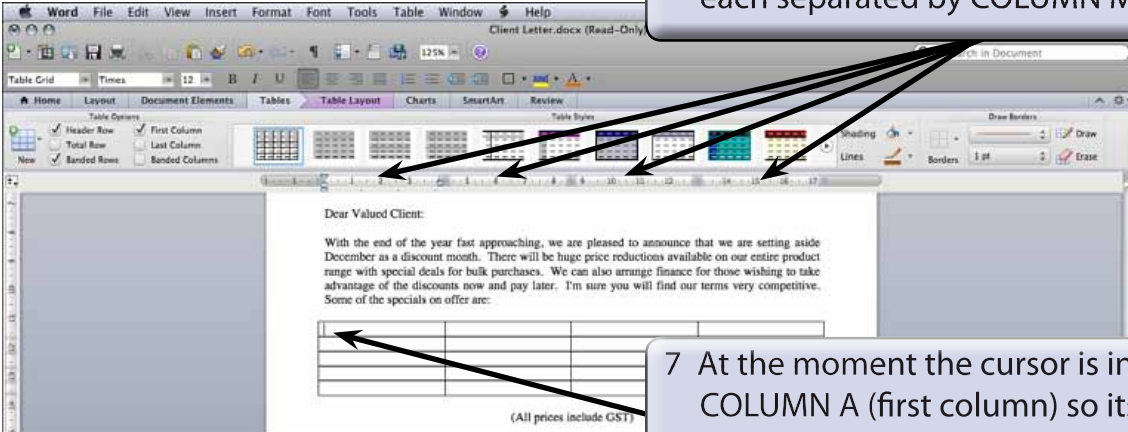 each separated by COLUMN M
Word File Edit View Insert Format Font Tools Table Window Help
Client Letter.docx (Read-Only)
125%
ch in Document
Table Grid Times 12 B I U
Home Layout Document Elements Tables Table Layout Charts SmartArt Review
Table Options Table Styles Draw Borders
New Header Row First Column Shading Borders Draw
Total Row Last Column Lines 1 pt Erase
Banded Rows Banded Columns
Dear Valued Client:
With the end of the year fast approaching, we are pleased to announce that we are setting aside
December as a discount month. There will be huge price reductions available on our entire product
range with special deals for bulk purchases. We can also arrange finance for those wishing to take
advantage of the discounts now and pay later. I'm sure you will find our terms very competitive.
Some of the specials on offer are:
7 At the moment the cursor is in
COLUMN A (first column) so it
(All prices include GST)